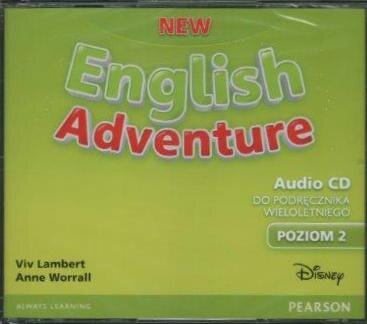 NEW
English
Adventure
Audio CD
DO PODRĘCZNIKA
WIELOLETNIEGO
POZIOM 2
Viv Lambert
Anne Worrall
Disney
ALWAYS LEARNING
PEARSON